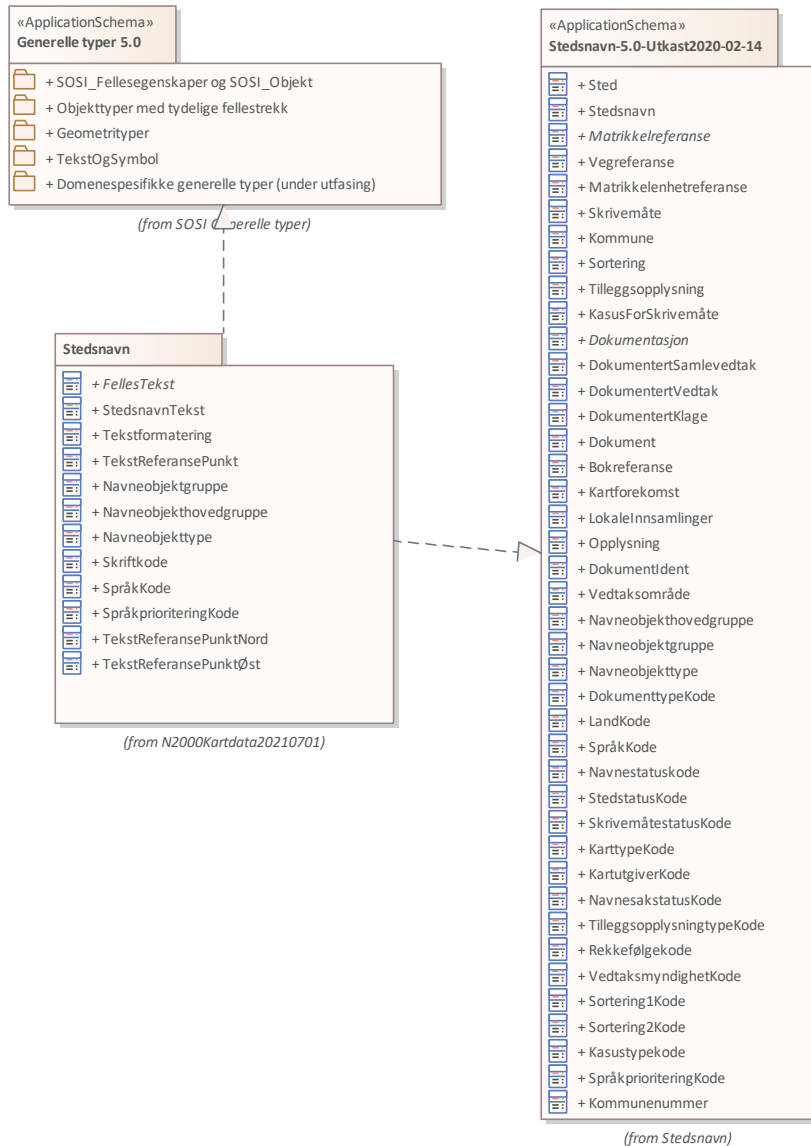 «ApplicationSchema»
Generelle typer 5.0
+ SOSI_Fellesegenskaper og SOSI_Objekt
+ Objekttyper med tydelige fellestrekk
+ Geometrityper
+ TekstOgSymbol
+ Domenespesifikke generelle typer (under utfasing)
(from SOSI Generelle typer)
Stedsnavn
+ FellesTekst
+ StedsnavnTekst
+ Tekstformatering
+ TekstReferansePunkt
+ Navneobjektgruppe
+ Navneobjekthovedgruppe
+ Navneobjekttype
+ Skriftkode
+ SpråkKode
+ SpråkprioriteringKode
+ TekstReferansePunktNord
+ TekstReferansePunktØst
(from N2000Kartdata20210701)
«ApplicationSchema»
Stedsnavn-5.0-Utkast2020-02-14
+ Sted
+ Stedsnavn
+ Matrikkelreferanse
+ Vegreferanse
+ Matrikkelenhetreferanse
+ Skrivemåte
+ Kommune
+ Sortering
+ Tilleggsopplysning
+ KasusForSkrivemåte
+ Dokumentasjon
+ DokumentertSamlevedtak
+ DokumentertVedtak
+ DokumentertKlage
+ Dokument
+ Bokreferanse
+ Kartforekomst
+ LokaleInnsamlinger
+ Opplysning
+ DokumentIdent
+ Vedtaksområde
+ Navneobjekthovedgruppe
+ Navneobjektgruppe
+ Navneobjekttype
+ DokumenttypeKode
+ LandKode
+ SpråkKode
+ Navnestatuskode
+ StedstatusKode
+ SkrivemåtestatusKode
+ KarttypeKode
+ KartutgiverKode
+ NavnesakstatusKode
+ TilleggsopplysningtypeKode
+ Rekkefølgekode
+ VedtaksmyndighetKode
+ Sortering1Kode
+ Sortering2Kode
+ Kasustypekode
+ SpråkprioriteringKode
+ Kommunenummer
(from Stedsnavn)